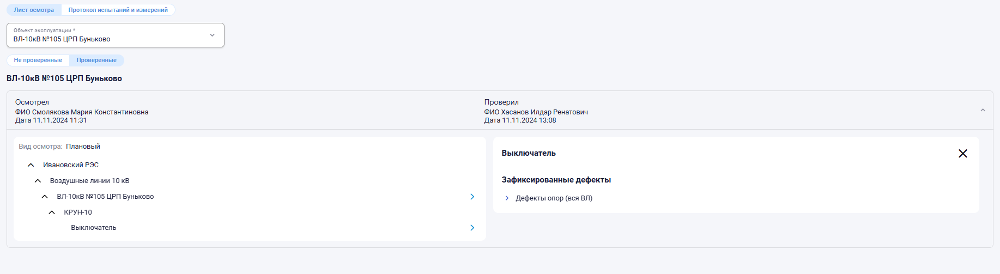 Лист осмотра Протокол испытаний и измерений
Объект эксплуатации *
ВЛ-10кВ №105 ЦРП Буньково
Не проверенные Проверенные
ВЛ-10кВ №105 ЦРП Буньково
Осмотрел
ФИО Смолякова Мария Константиновна
Дата 11.11.2024 11:31
Проверил
ФИО Хасанов Илдар Ренатович
Дата 11.11.2024 13:08
Вид осмотра: Плановый
Ивановский РЭС
Воздушные линии 10 кВ
ВЛ-10кВ №105 ЦРП Буньково
КРУН-10
Выключатель
Выключатель
Зафиксированные дефекты
Дефекты опор (вся ВЛ)